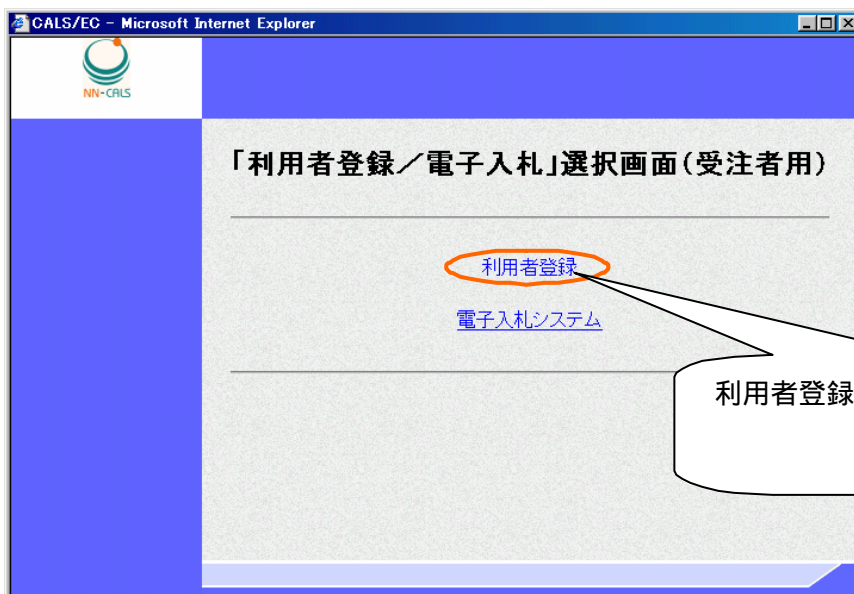 CALS/EC - Microsoft Internet Explorer
NN-CALS
「利用者登録／電子入札」選択画面(受注者用)
利用者登録
電子入札システム
利用者登録